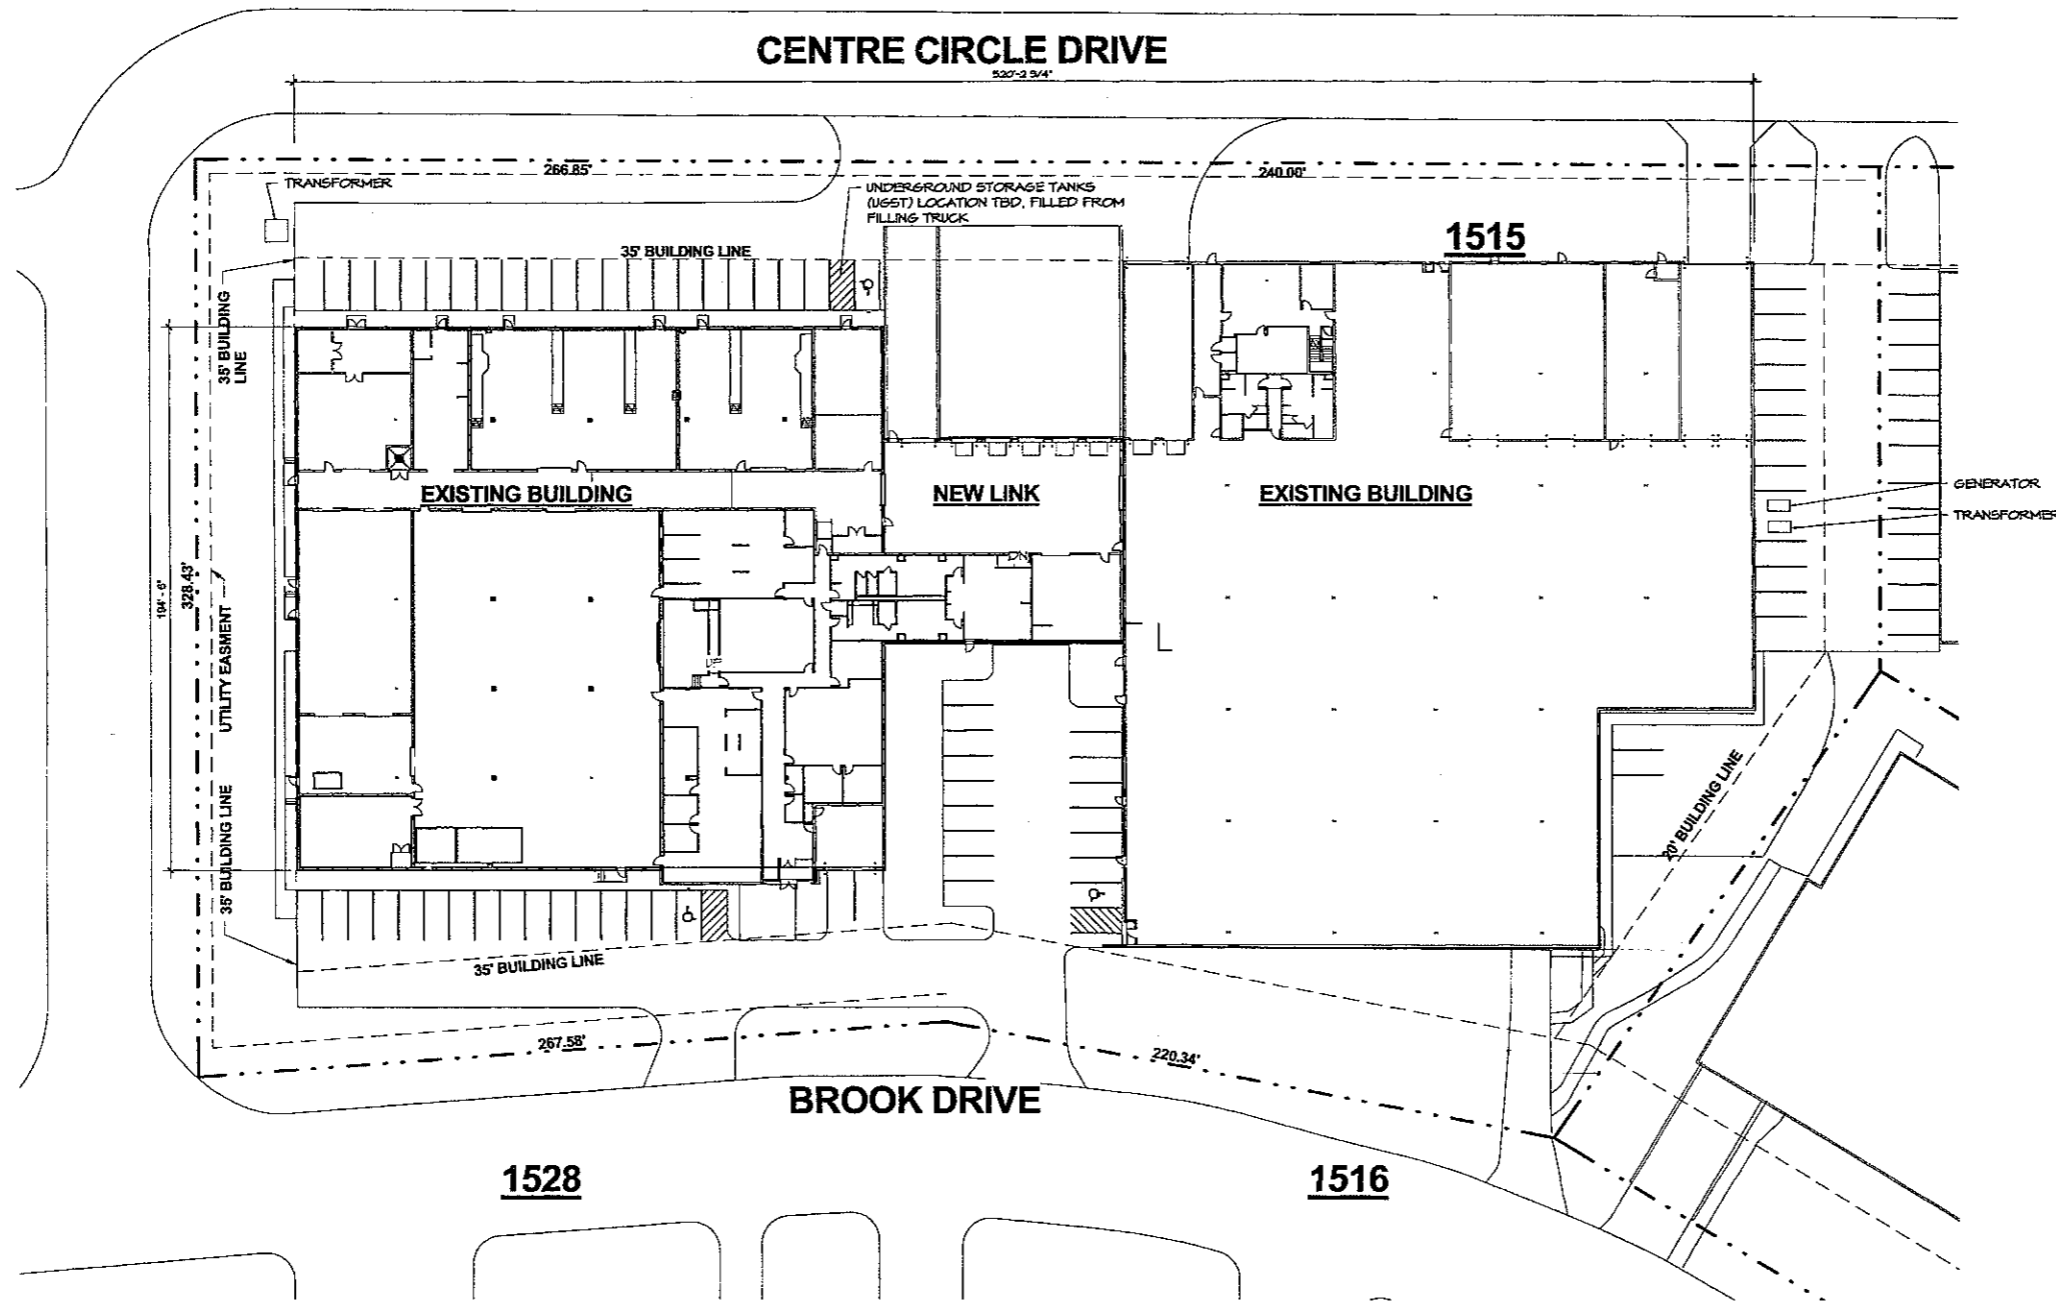 CENTRE CIRCLE DRIVE
520'-2 3/4"
266.85'
240.00'
TRANSFORMER
UNDERGROUND STORAGE TANKS
(UGST) LOCATION TBD, FILLED FROM
FILLING TRUCK
1515
35' BUILDING LINE
35' BUILDING
LINE
EXISTING BUILDING
NEW LINK
EXISTING BUILDING
GENERATOR
TRANSFORMER
DN
328.43'
194'-6"
UTILITY EASMENT
35' BUILDING LINE
20' BUILDING LINE
35' BUILDING LINE
267.58'
220.34'
BROOK DRIVE
1528
1516